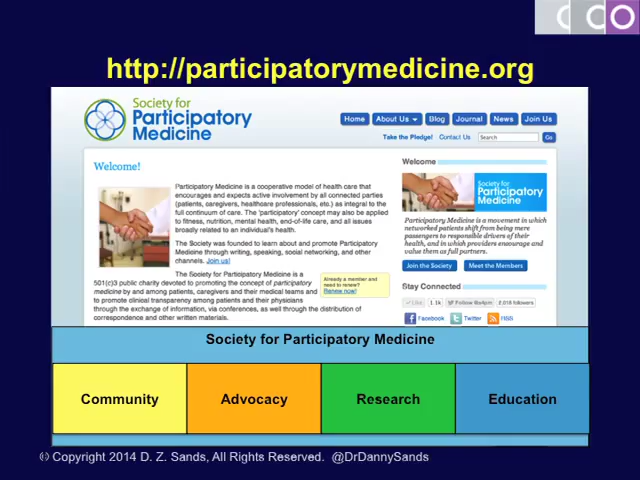 http://participatorymedicine.org
Society for
Participatory
Medicine
Home
About Us
Blog
Journal
News
Join Us
Take the Pledge!
Contact Us
Search
Go
Welcome!
Participatory Medicine is a cooperative model of health care that
encourages and expects active involvement by all connected parties
(patients, caregivers, healthcare professionals, etc.) as integral to the
full continuum of care. The 'participatory' concept may also be applied
to fitness, nutrition, mental health, end-of-life care, and all issues
broadly related to an individual's health.
The Society was founded to learn about and promote Participatory
Medicine through writing, speaking, social networking, and other
channels. Join us!
The Society for Participatory Medicine is a
501(c)3 public charity devoted to promoting the concept of participatory
medicine by and among patients, caregivers and their medical teams and
to promote clinical transparency among patients and their physicians
through the exchange of information, via conferences, as well through the distribution of
correspondence and other written materials.
Already a member and
need to renew?
Renew now!
Welcome
Society for
Participatory
Medicine
Participatory Medicine is a movement in which
networked patients shift from being mere
passengers to responsible drivers of their
health, and in which providers encourage and
value them as full partners.
Join the Society
Meet the Members
Stay Connected
Like
1.1k
Follow @s4pm
2,018 followers
Facebook
Twitter
RSS
Society for Participatory Medicine
Community
Advocacy
Research
Education
© Copyright 2014 D. Z. Sands, All Rights Reserved. @DrDannySands